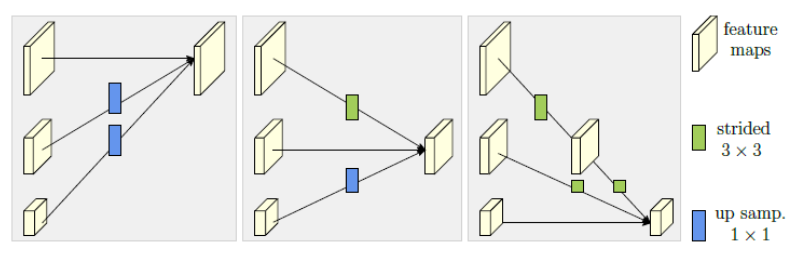 feature
maps
strided
3 × 3
up samp.
1 × 1